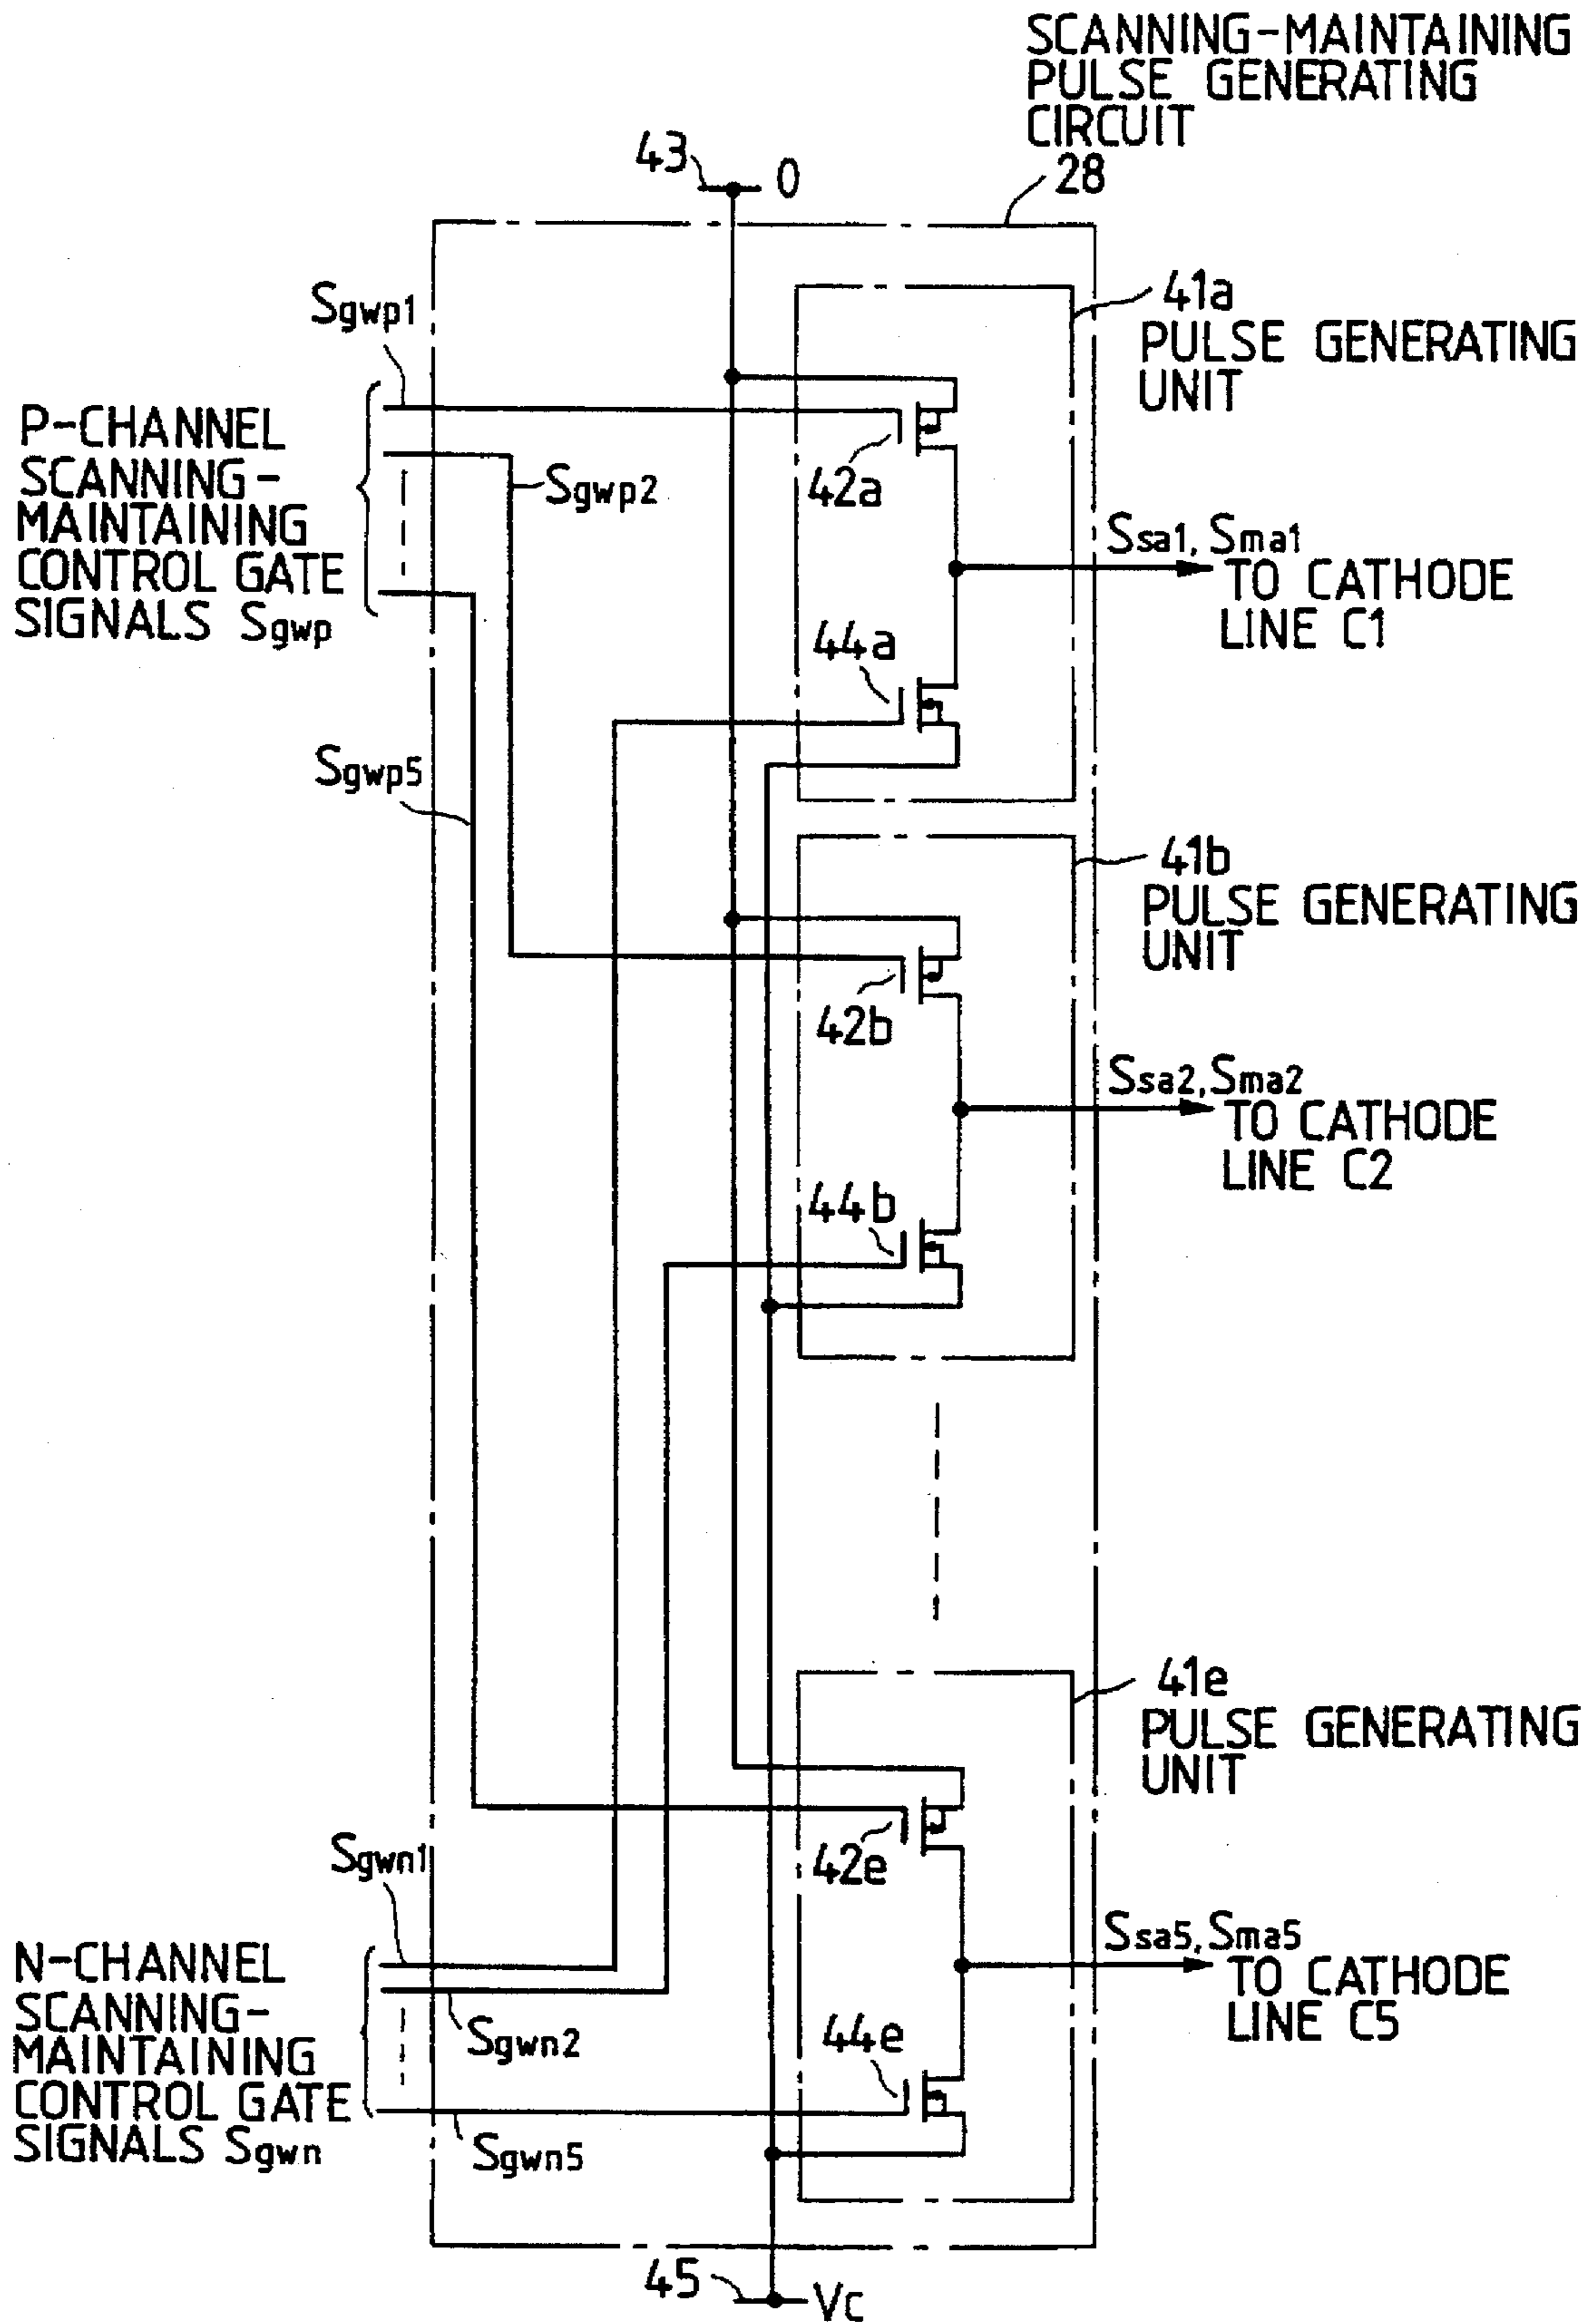 SCANNING-MAINTAINING
PULSE GENERATING
CIRCUIT
28
43
0
Sgwp1
41a
PULSE GENERATING
UNIT
P-CHANNEL
SCANNING-
MAINTAINING
CONTROL GATE
SIGNALS Sgwp
Sgwp2
42a
Ssa1, Sma1
TO CATHODE
LINE C1
44a
Sgwp5
41b
PULSE GENERATING
UNIT
42b
Ssa2, Sma2
TO CATHODE
LINE C2
44b
41e
PULSE GENERATING
UNIT
42e
Sgwn1
Ssa5, Sma5
TO CATHODE
LINE C5
N-CHANNEL
SCANNING-
MAINTAINING
CONTROL GATE
SIGNALS Sgwn
Sgwn2
44e
Sgwn5
45
Vc